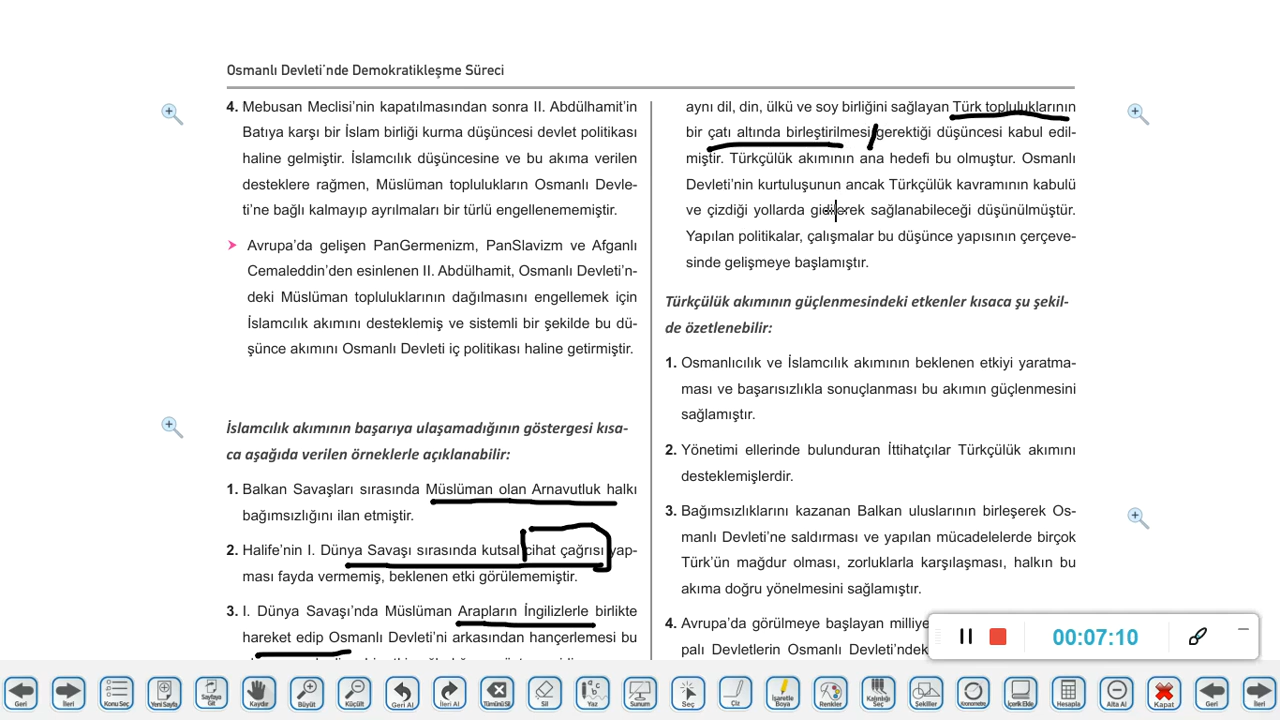 Osmanlı Devleti'nde Demokratikleşme Süreci
4. Mebusan Meclisi'nin kapatılmasından sonra II. Abdülhamit'in
Batıya karşı bir İslam birliği kurma düşüncesi devlet politikası
haline gelmiştir. İslamcılık düşüncesine ve bu akıma verilen
desteklere rağmen, Müslüman toplulukların Osmanlı Devle-
ti'ne bağlı kalmayıp ayrılmaları bir türlü engellenememiştir.
➤ Avrupa'da gelişen PanGermenizm, PanSlavizm ve Afganlı
Cemaleddin'den esinlenen II. Abdülhamit, Osmanlı Devleti'n-
deki Müslüman topluluklarının dağılmasını engellemek için
İslamcılık akımını desteklemiş ve sistemli bir şekilde bu dü-
şünce akımını Osmanlı Devleti iç politikası haline getirmiştir.
İslamcılık akımının başarıya ulaşamadığının göstergesi kısa-
ca aşağıda verilen örneklerle açıklanabilir:
1. Balkan Savaşları sırasında Müslüman olan Arnavutluk halkı
bağımsızlığını ilan etmiştir.
2. Halife'nin I. Dünya Savaşı sırasında kutsal cihat çağrısı yap-
ması fayda vermemiş, beklenen etki görülememiştir.
3. I. Dünya Savaşı'nda Müslüman Arapların İngilizlerle birlikte
hareket edip Osmanlı Devleti'ni arkasından hançerlemesi bu
aynı dil, din, ülkü ve soy birliğini sağlayan Türk topluluklarının
bir çatı altında birleştirilmesi gerektiği düşüncesi kabul edil-
miştir. Türkçülük akımının ana hedefi bu olmuştur. Osmanlı
Devleti'nin kurtuluşunun ancak Türkçülük kavramının kabulü
ve çizdiği yollarda gidilerek sağlanabileceği düşünülmüştür.
Yapılan politikalar, çalışmalar bu düşünce yapısının çerçeve-
sinde gelişmeye başlamıştır.
Türkçülük akımının güçlenmesindeki etkenler kısaca şu şekil-
de özetlenebilir:
1. Osmanlıcılık ve İslamcılık akımının beklenen etkiyi yaratma-
ması ve başarısızlıkla sonuçlanması bu akımın güçlenmesini
sağlamıştır.
2. Yönetimi ellerinde bulunduran İttihatçılar Türkçülük akımını
desteklemişlerdir.
3. Bağımsızlıklarını kazanan Balkan uluslarının birleşerek Os-
manlı Devleti'ne saldırması ve yapılan mücadelelerde birçok
Türk'ün mağdur olması, zorluklarla karşılaşması, halkın bu
akıma doğru yönelmesini sağlamıştır.
4. Avrupa'da görülmeye başlayan milliye
palı Devletlerin Osmanlı Devleti'ndek
00:07:10
Geri İleri Konu Seç Yeni Sayfa Sayfaya Git Kaydır Büyüt Küçült Geri Al İleri Al Tümünü Sil Sil Yaz Sunum Seç Çiz İşaretle Boya Renkler Kalınlığı Seç Şekiller Kronometre İçerik Ekle Hesapla Alta Al Kapat Geri İleri